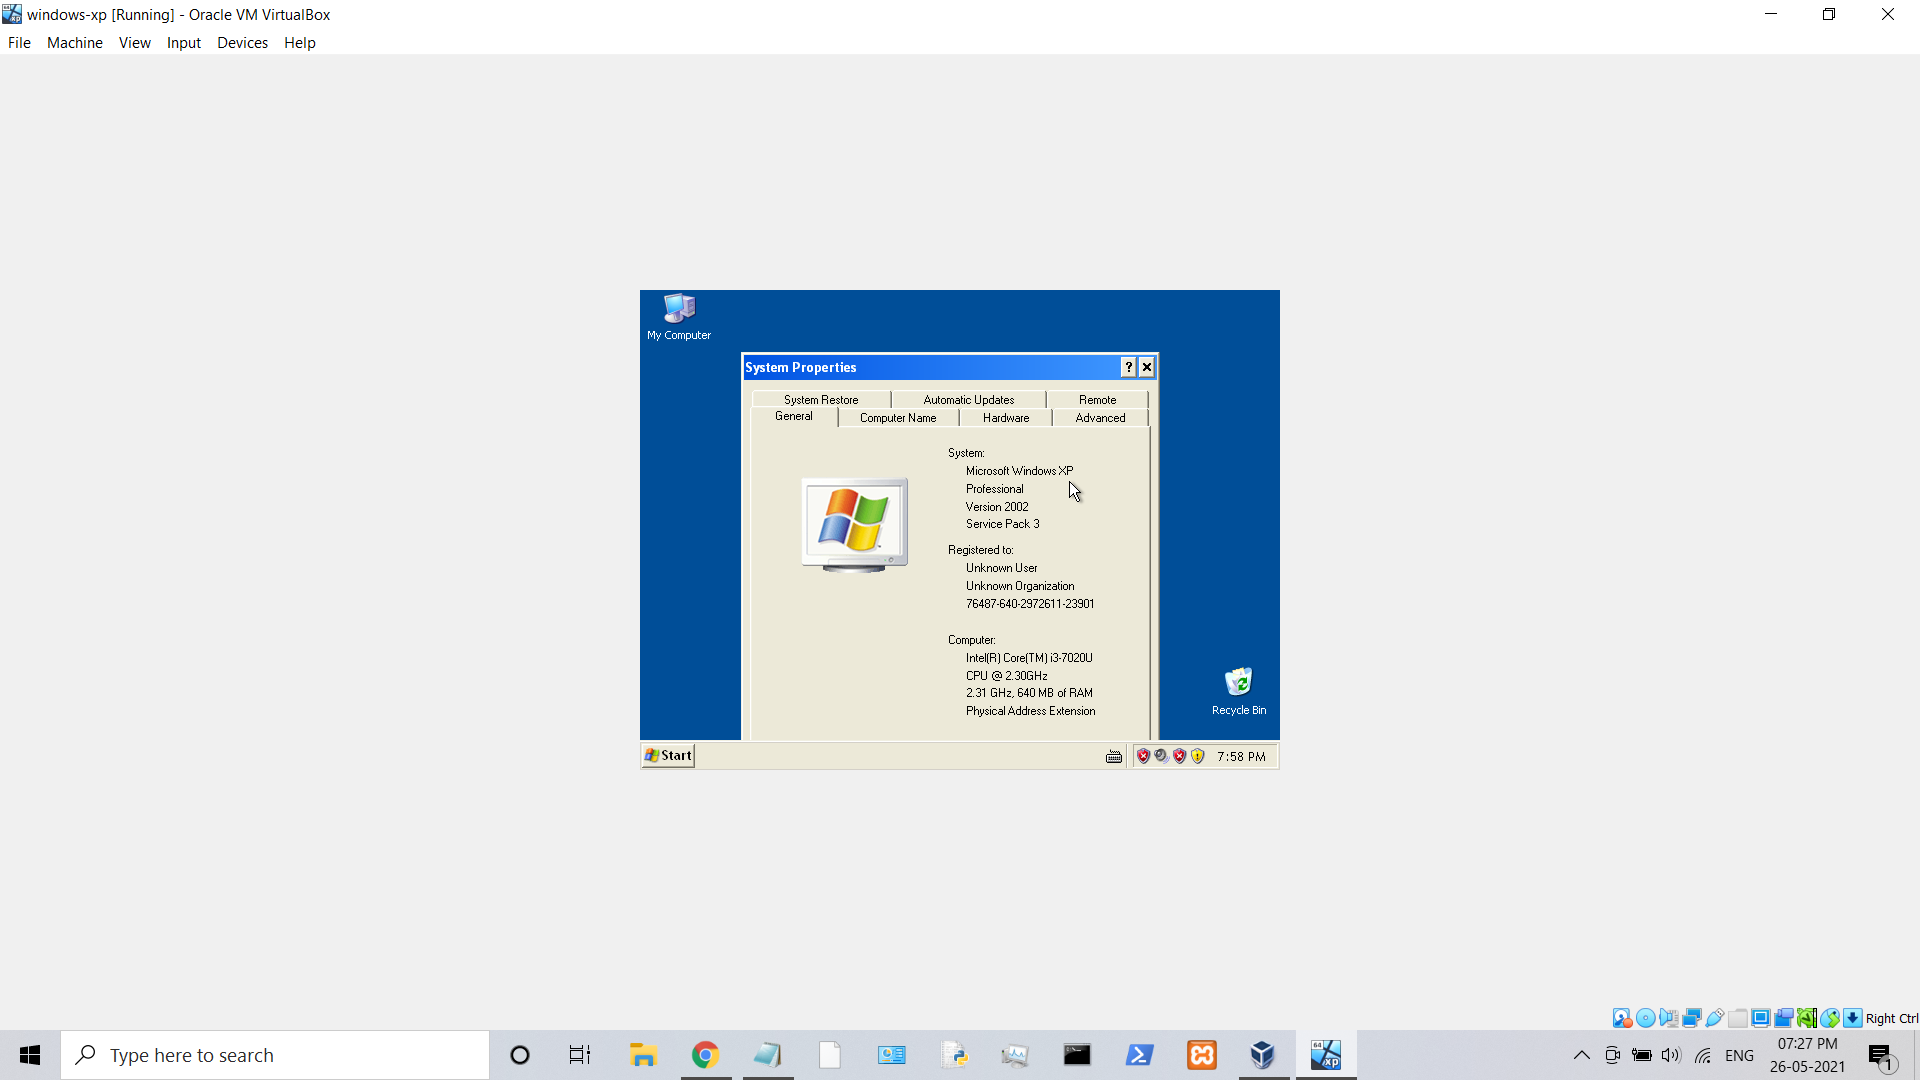 windows-xp [Running] - Oracle VM VirtualBox
File Machine View Input Devices Help
My Computer
System Properties
System Restore Automatic Updates Remote
General Computer Name Hardware Advanced
System:
Microsoft Windows XP
Professional
Version 2002
Service Pack 3
Registered to:
Unknown User
Unknown Organization
76487-640-2972611-23901
Computer:
Intel(R) Core(TM) i3-7020U
CPU @ 2.30GHz
2.31 GHz, 640 MB of RAM
Physical Address Extension
Recycle Bin
Start 7:58 PM
Right Ctrl
Type here to search
ENG
07:27 PM
26-05-2021
1